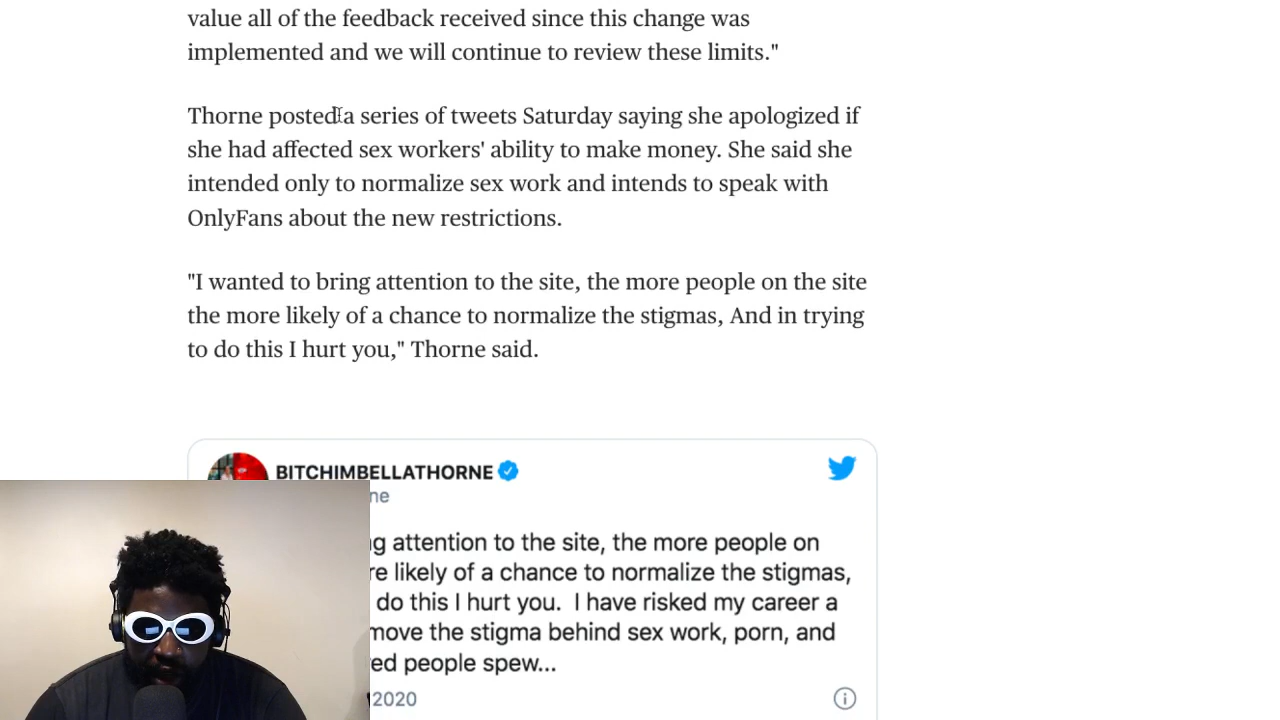 value all of the feedback received since this change was
implemented and we will continue to review these limits."
Thorne posted a series of tweets Saturday saying she apologized if
she had affected sex workers' ability to make money. She said she
intended only to normalize sex work and intends to speak with
OnlyFans about the new restrictions.
"I wanted to bring attention to the site, the more people on the site
the more likely of a chance to normalize the stigmas, And in trying
to do this I hurt you," Thorne said.
BITCHIMBELLATHORNE
ne
g attention to the site, the more people on
re likely of a chance to normalize the stigmas,
do this I hurt you. I have risked my career a
move the stigma behind sex work, porn, and
ed people spew...
2020